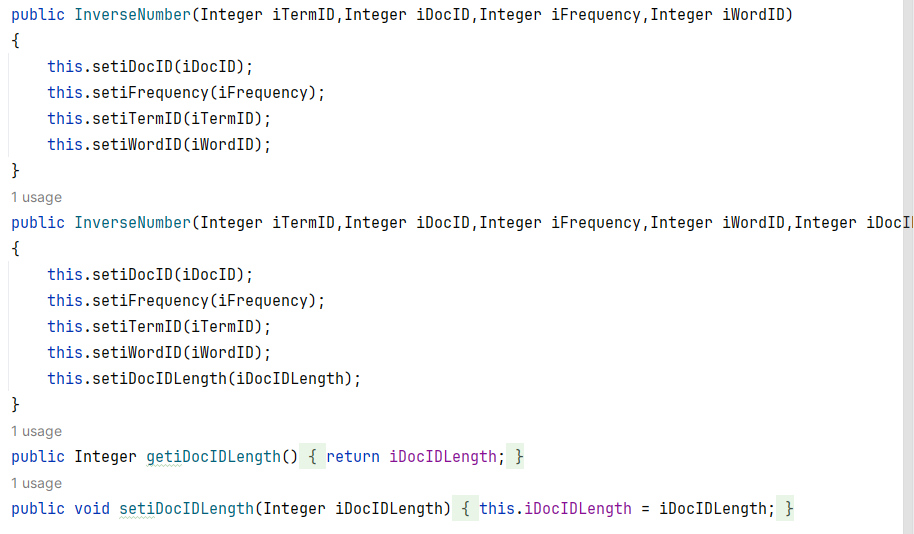 public InverseNumber(Integer iTermID,Integer iDocID,Integer iFrequency,Integer iWordID)
{
this.setiDocID(iDocID);
this.setiFrequency(iFrequency);
this.setiTermID(iTermID);
this.setiWordID(iWordID);
}
1 usage
public InverseNumber(Integer iTermID,Integer iDocID,Integer iFrequency,Integer iWordID,Integer
{
this.setiDocID(iDocID);
this.setiFrequency(iFrequency);
this.setiTermID(iTermID);
this.setiWordID(iWordID);
this.setiDocIDLength(iDocIDLength);
}
1 usage
public Integer getiDocIDLength() { return iDocIDLength; }
1 usage
public void setiDocIDLength(Integer iDocIDLength) { this.iDocIDLength = iDocIDLength; }